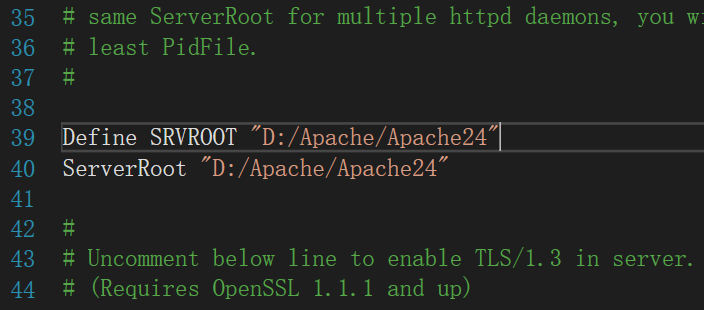 35 # same ServerRoot for multiple httpd daemons, you
36 # least PidFile.
37 #
38
39 Define SRVROOT "D:/Apache/Apache24"
40 ServerRoot "D:/Apache/Apache24"
41
42 #
43 # Uncomment below line to enable TLS/1.3 in server.
44 # (Requires OpenSSL 1.1.1 and up)